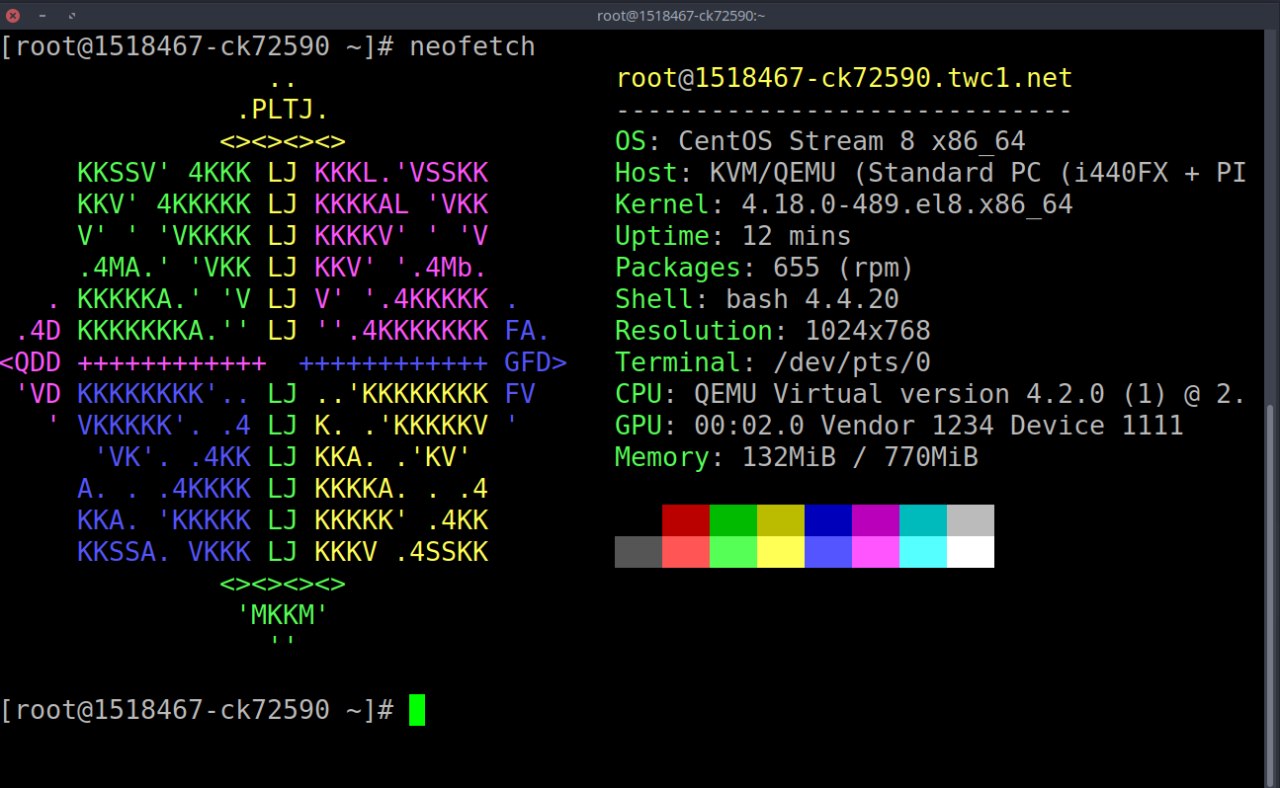 root@1518467-ck72590:~
[root@1518467-ck72590 ~]# neofetch
..
.PLTJ.
<><><><>
KKSSV' 4KKK LJ KKKL.'VSSKK
KKV' 4KKKKK LJ KKKKAL 'VKK
V' ' 'VKKKK LJ KKKKV' ' 'V
.4MA.' 'VKK LJ KKV' '.4Mb.
. KKKKKA.' 'V LJ V' '.4KKKKK .
.4D KKKKKKKA.'' LJ ''.4KKKKKKK FA.
<QDD ++++++++++++ ++++++++++++ GFD>
'VD KKKKKKKK'.. LJ ..'KKKKKKKK FV
' VKKKKK'. .4 LJ K. .'KKKKKV '
'VK'. .4KK LJ KKA. .'KV'
A. . .4KKKK LJ KKKKA. . .4
KKA. 'KKKKK LJ KKKKK' .4KK
KKSSA. VKKK LJ KKKV .4SSKK
<><><><>
'MKKM'
''
root@1518467-ck72590.twc1.net
-----------------------------
OS: CentOS Stream 8 x86_64
Host: KVM/QEMU (Standard PC (i440FX + PI
Kernel: 4.18.0-489.el8.x86_64
Uptime: 12 mins
Packages: 655 (rpm)
Shell: bash 4.4.20
Resolution: 1024x768
Terminal: /dev/pts/0
CPU: QEMU Virtual version 4.2.0 (1) @ 2.
GPU: 00:02.0 Vendor 1234 Device 1111
Memory: 132MiB / 770MiB
[root@1518467-ck72590 ~]#